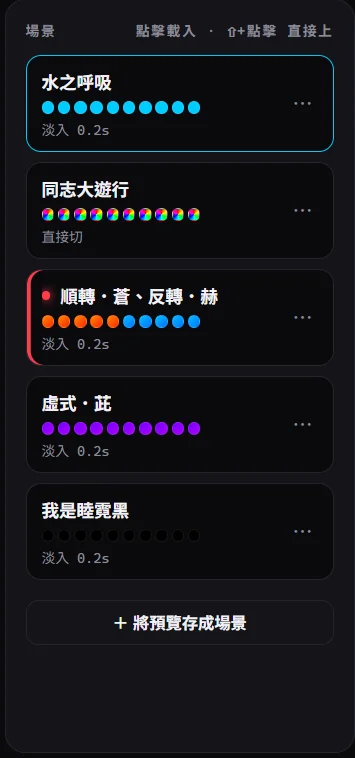 場景 點擊載入 · ⇧+點擊 直接上
水之呼吸
淡入 0.2s
同志大遊行
直接切
順轉・蒼、反轉・赫
淡入 0.2s
虛式・茈
淡入 0.2s
我是睦霓黑
淡入 0.2s
＋ 將預覽存成場景